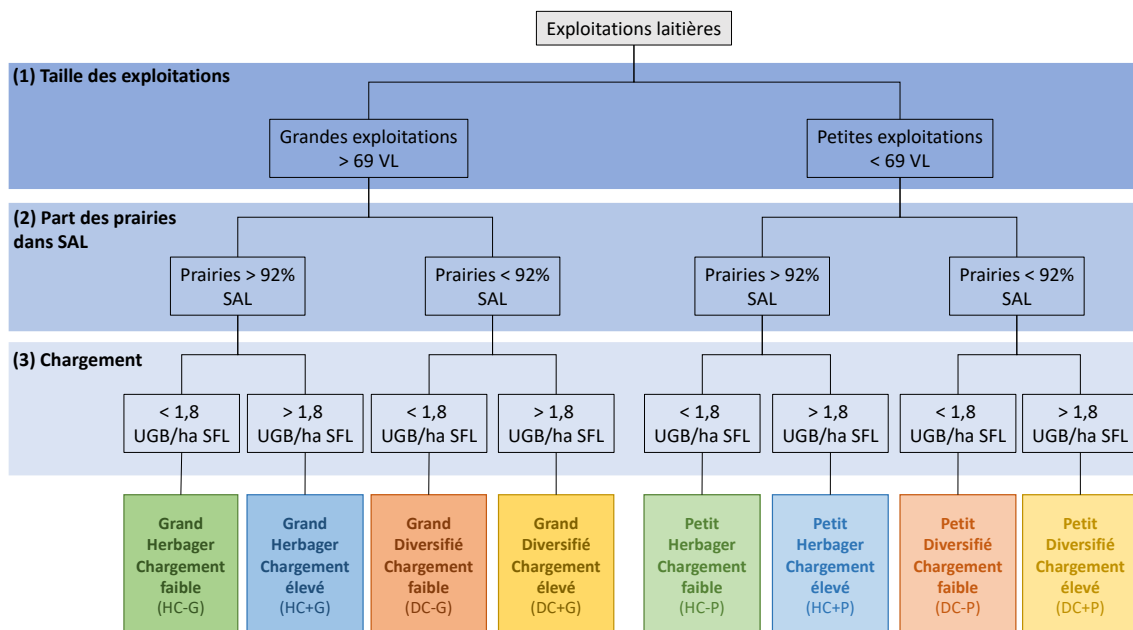 Exploitations laitières
(1) Taille des exploitations
Grandes exploitations
> 69 VL
Petites exploitations
< 69 VL
(2) Part des prairies
dans SAL
Prairies > 92%
SAL
Prairies < 92%
SAL
Prairies > 92%
SAL
Prairies < 92%
SAL
(3) Chargement
< 1,8
UGB/ha SFL
> 1,8
UGB/ha SFL
< 1,8
UGB/ha SFL
> 1,8
UGB/ha SFL
< 1,8
UGB/ha SFL
> 1,8
UGB/ha SFL
< 1,8
UGB/ha SFL
> 1,8
UGB/ha SFL
Grand
Herbager
Chargement
faible
(HC-G)
Grand
Herbager
Chargement
élevé
(HC+G)
Grand
Diversifié
Chargement
faible
(DC-G)
Grand
Diversifié
Chargement
élevé
(DC+G)
Petit
Herbager
Chargement
faible
(HC-P)
Petit
Herbager
Chargement
élevé
(HC+P)
Petit
Diversifié
Chargement
faible
(DC-P)
Petit
Diversifié
Chargement
élevé
(DC+P)